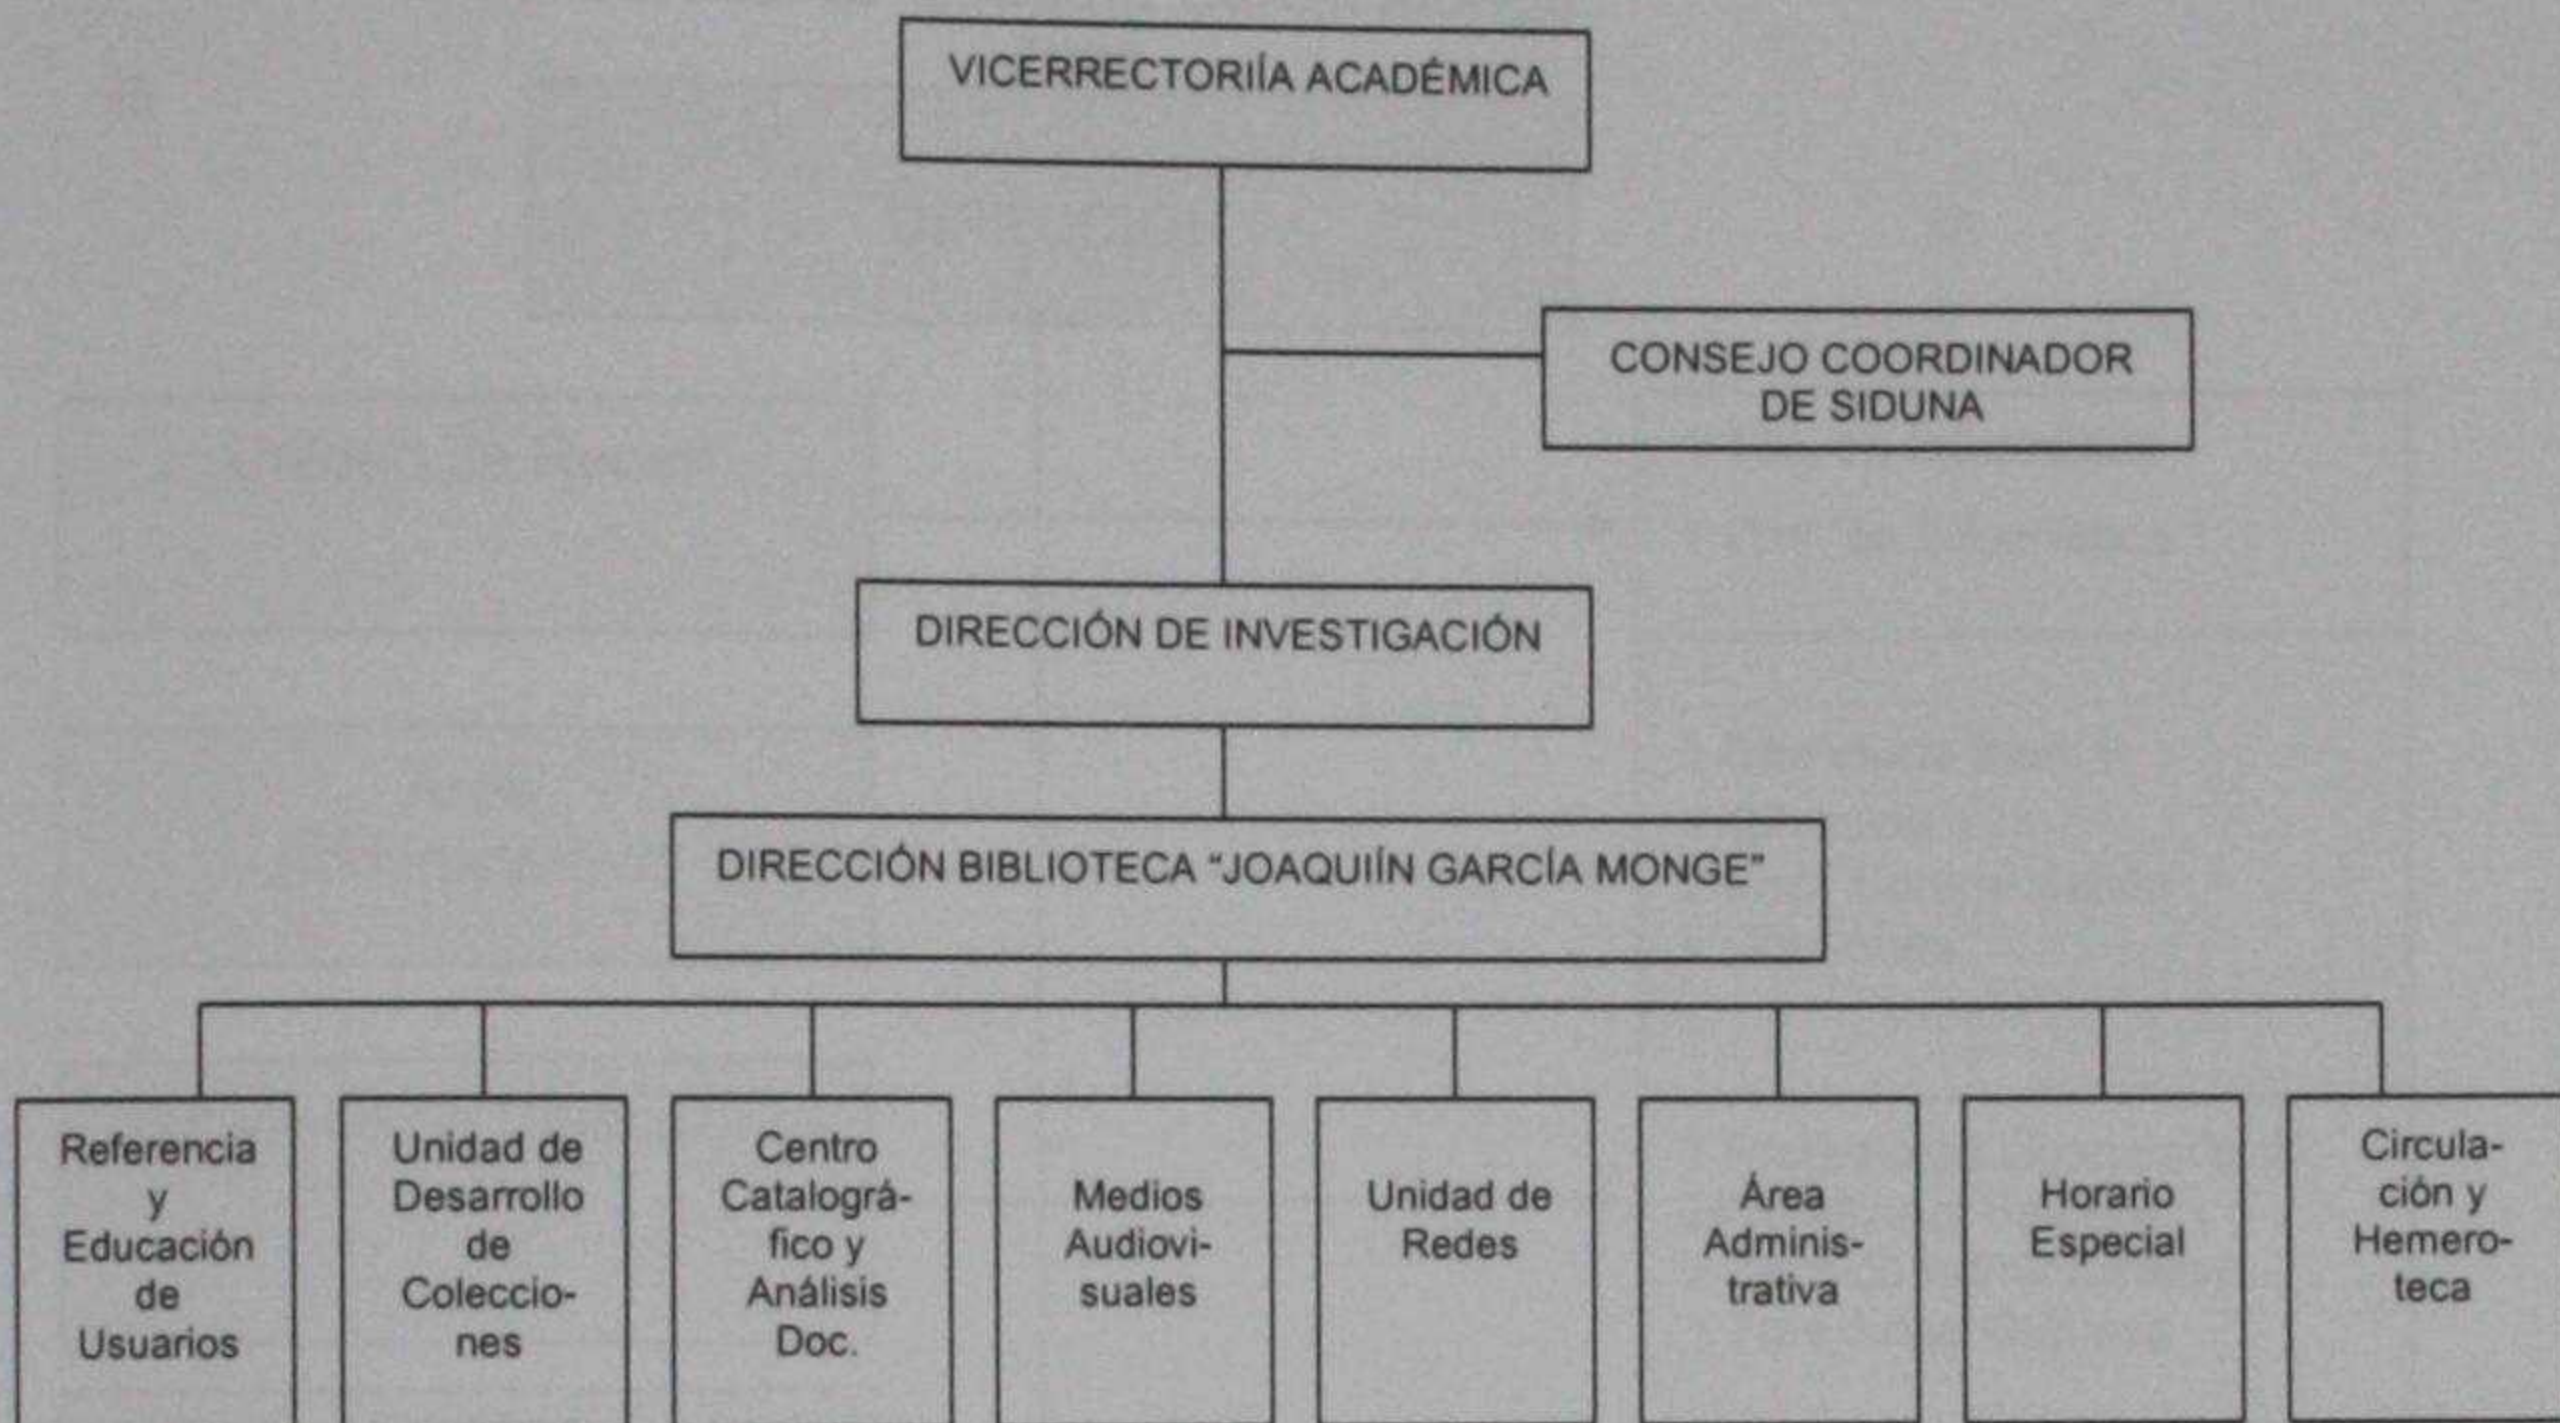 VICERRECTORIÍA ACADÉMICA
CONSEJO COORDINADOR
DE SIDUNA
DIRECCIÓN DE INVESTIGACIÓN
DIRECCIÓN BIBLIOTECA “JOAQUIÍN GARCÍA MONGE”
Referencia
y
Educación
de
Usuarios
Unidad de
Desarrollo
de
Coleccio-
nes
Centro
Catalográ-
fico y
Análisis
Doc.
Medios
Audiovi-
suales
Unidad de
Redes
Área
Adminis-
trativa
Horario
Especial
Circula-
ción y
Hemero-
teca